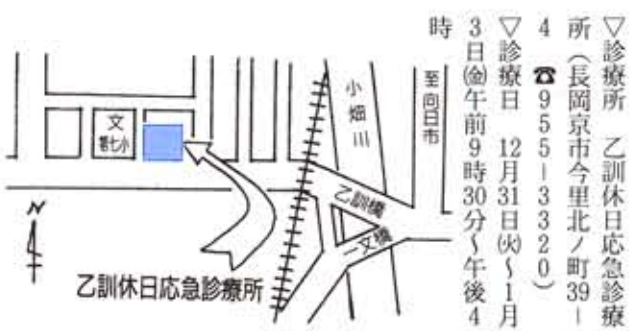 ▽診療所 乙訓休日応急診療
所（長岡京市今里北ノ町39－
4 ☎955－3320）
▽診療日 12月31日㈫～1月
3日㈮午前9時30分～午後4
時
至向日市
小畑川
文
第七小
乙訓橋
一文橋
N
乙訓休日応急診療所